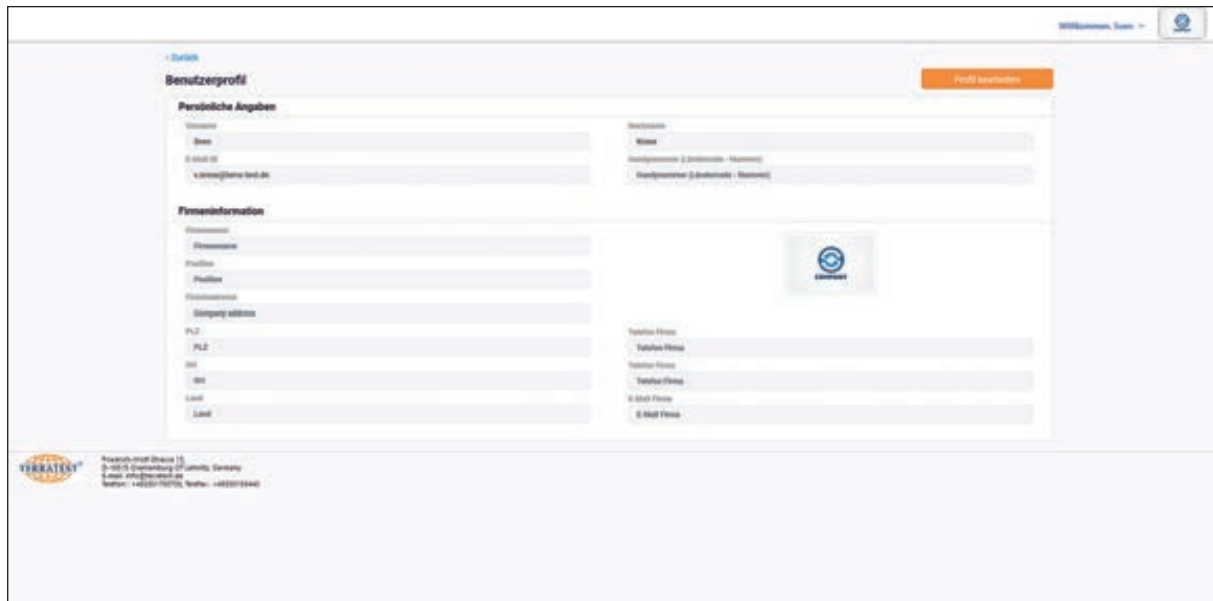 Willkommen, Sven
‹ Zurück
Benutzerprofil
Profil bearbeiten
Persönliche Angaben
Vorname
Nachname
Sven
E-Mail ID
Handynummer (Ländercode - Nummer)
Handynummer (Ländercode - Nummer)
Firmeninformation
Firmenname
Firmenname
COMPANY
Position
Position
Firmenadresse
Company address
PLZ
Telefon Firma
PLZ
Telefon Firma
Ort
Telefon Firma
Ort
Telefon Firma
Land
E-Mail Firma
Land
E-Mail Firma
TERRATEST
Germany